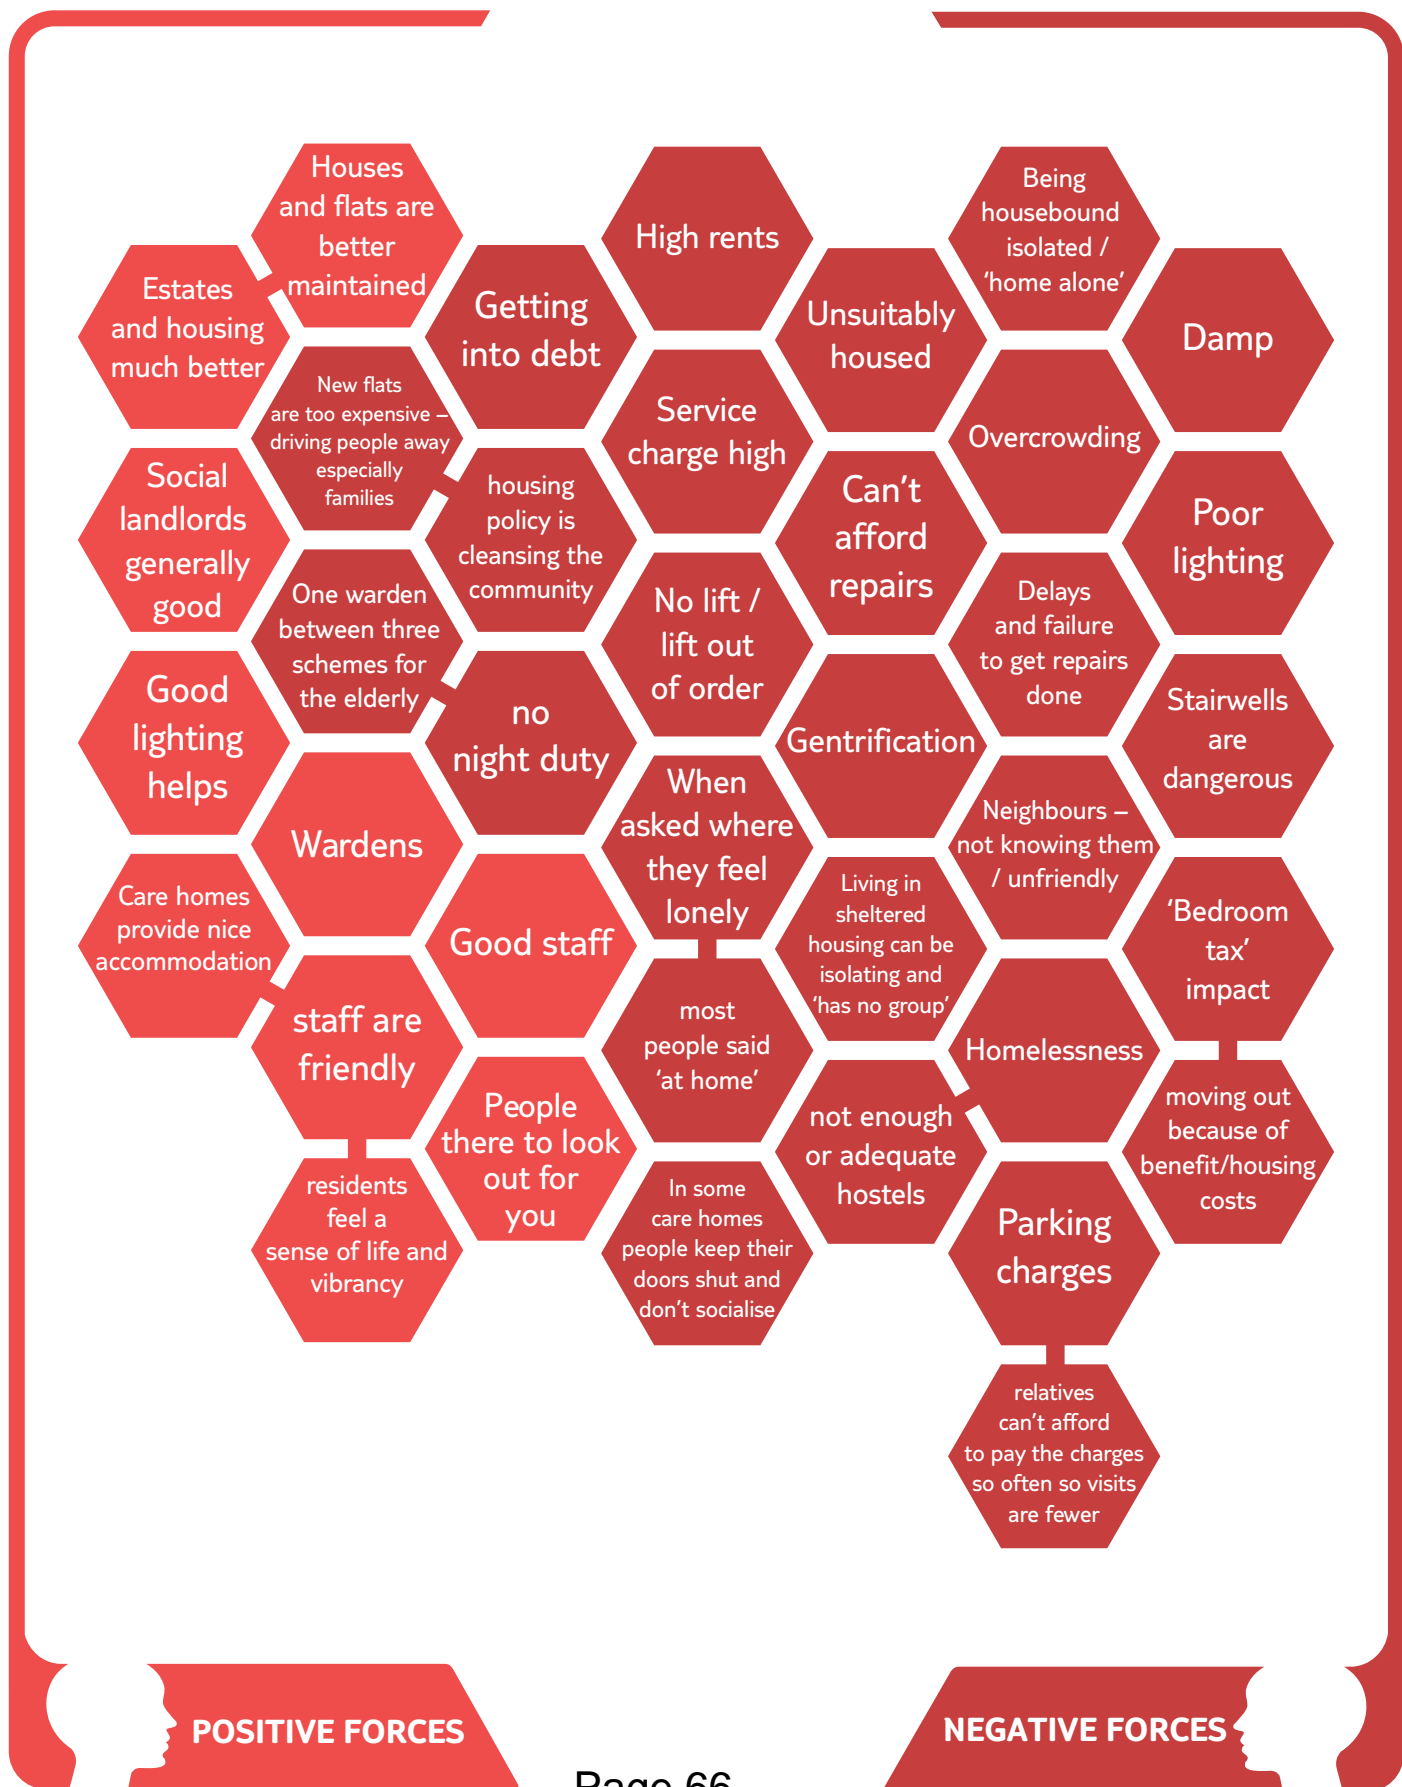 Houses
and flats are
better
maintained
Estates
and housing
much better
Social
landlords
generally
good
Good
lighting
helps
Wardens
Care homes
provide nice
accommodation
staff are
friendly
residents
feel a
sense of life and
vibrancy
Good staff
People
there to look
out for
you
New flats
are too expensive –
driving people away
especially
families
housing
policy is
cleansing the
community
One warden
between three
schemes for
the elderly
no
night duty
Getting
into debt
High rents
Service
charge high
No lift /
lift out
of order
When
asked where
they feel
lonely
most
people said
‘at home’
In some
care homes
people keep their
doors shut and
don’t socialise
Unsuitably
housed
Can’t
afford
repairs
Gentrification
Living in
sheltered
housing can be
isolating and
‘has no group’
not enough
or adequate
hostels
Being
housebound
isolated /
‘home alone’
Overcrowding
Delays
and failure
to get repairs
done
Neighbours –
not knowing them
/ unfriendly
Homelessness
Parking
charges
relatives
can’t afford
to pay the charges
so often so visits
are fewer
Damp
Poor
lighting
Stairwells
are
dangerous
‘Bedroom
tax’
impact
moving out
because of
benefit/housing
costs
POSITIVE FORCES
NEGATIVE FORCES
Page 66